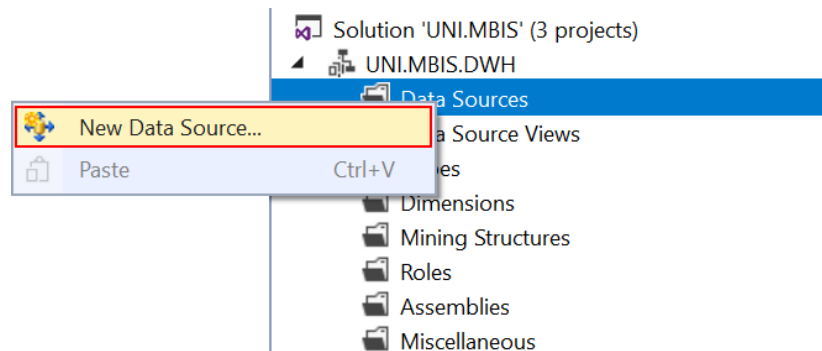 Solution 'UNI.MBIS' (3 projects)
UNI.MBIS.DWH
Data Sources
New Data Source...
a Source Views
Paste Ctrl+V
es
Dimensions
Mining Structures
Roles
Assemblies
Miscellaneous